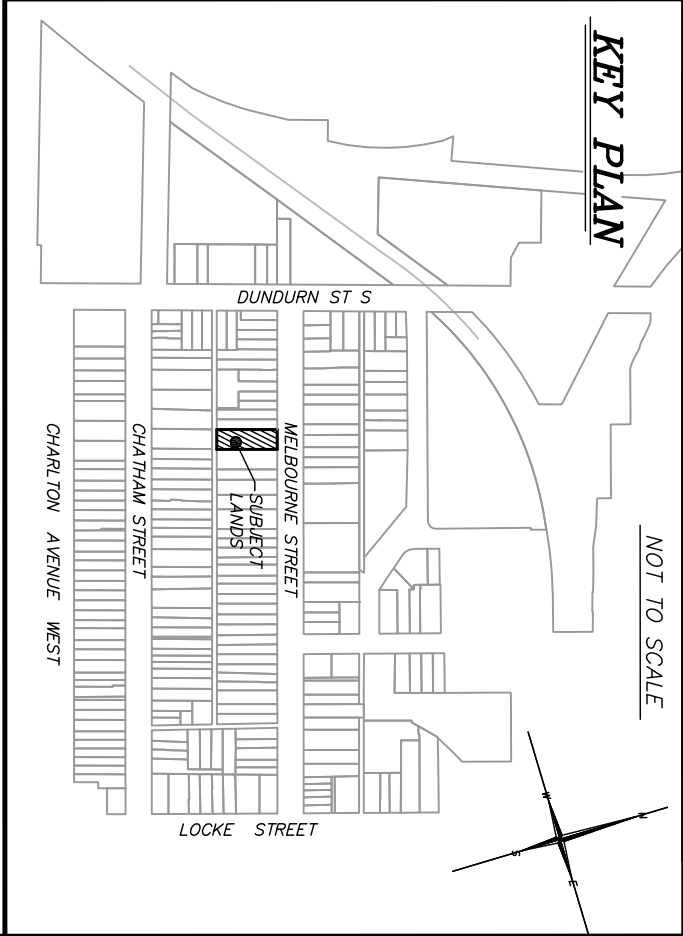 KEY PLAN
NOT TO SCALE
DUNDURN ST S
MELBOURNE STREET
SUBJECT
LANDS
CHATHAM STREET
CHARLTON AVENUE WEST
LOCKE STREET
N
W
E
S